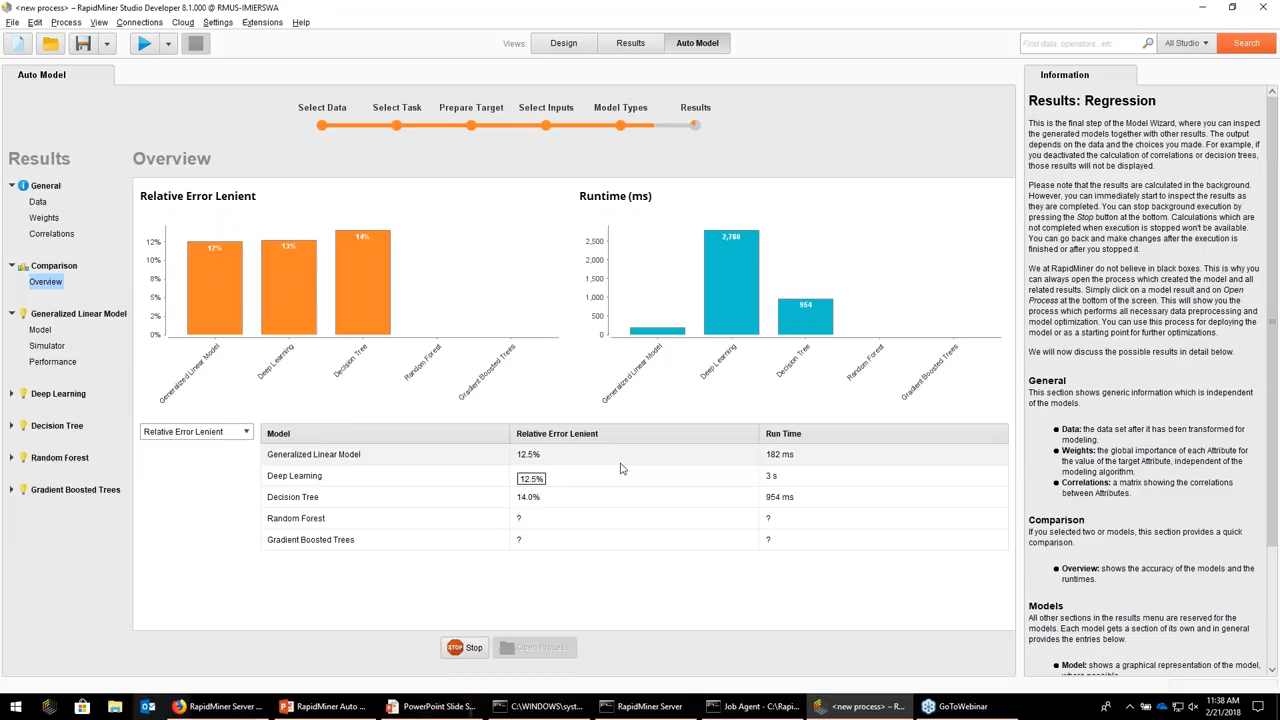 <new process> – RapidMiner Studio Developer 8.1.000 @ RMUS-IMIERSWA
File Edit Process View Connections Cloud Settings Extensions Help
Views: Design Results Auto Model
Find data, operators...etc All Studio Search
Auto Model
Select Data Select Task Prepare Target Select Inputs Model Types Results
Results
General
Data
Weights
Correlations
Comparison
Overview
Generalized Linear Model
Model
Simulator
Performance
Deep Learning
Decision Tree
Random Forest
Gradient Boosted Trees
Overview
Relative Error Lenient
12%
10%
8%
5%
2%
0%
12% 13% 14%
Generalized Linear Model Deep Learning Decision Tree Random Forest Gradient Boosted Trees
Runtime (ms)
2,500
2,000
1,500
1,000
500
0
2,786 954
Generalized Linear Model Deep Learning Decision Tree Random Forest Gradient Boosted Trees
Relative Error Lenient
Model Relative Error Lenient Run Time
Generalized Linear Model 12.5% 182 ms
Deep Learning 12.5% 3 s
Decision Tree 14.0% 954 ms
Random Forest ? ?
Gradient Boosted Trees ? ?
STOP Stop Open Process
Information
Results: Regression
This is the final step of the Model Wizard, where you can inspect
the generated models together with other results. The output
depends on the data and the choices you made. For example, if
you deactivated the calculation of correlations or decision trees,
those results will not be displayed.
Please note that the results are calculated in the background.
However, you can immediately start to inspect the results as
they are completed. You can stop background execution by
pressing the Stop button at the bottom. Calculations which are
not completed when execution is stopped won't be available.
You can go back and make changes after the execution is
finished or after you stopped it.
We at RapidMiner do not believe in black boxes. This is why you
can always open the process which created the model and all
related results. Simply click on a model result and on Open
Process at the bottom of the screen. This will show you the
process which performs all necessary data preprocessing and
model optimization. You can use this process for deploying the
model or as a starting point for further optimizations.
We will now discuss the possible results in detail below.
General
This section shows generic information which is independent
of the models.
Data: the data set after it has been transformed for
modeling.
Weights: the global importance of each Attribute for
the value of the target Attribute, independent of the
modeling algorithm.
Correlations: a matrix showing the correlations
between Attributes.
Comparison
If you selected two or models, this section provides a quick
comparison.
Overview: shows the accuracy of the models and the
runtimes.
Models
All other sections in the results menu are reserved for the
models. Each model gets a section of its own and in general
provides the entries below.
Model: shows a graphical representation of the model,
RapidMiner Server ... RapidMiner Auto ... PowerPoint Slide S... C:\WINDOWS\syst... RapidMiner Server Job Agent - C:\Rapi... <new process> – R... GoToWebinar
11:38 AM
2/21/2018